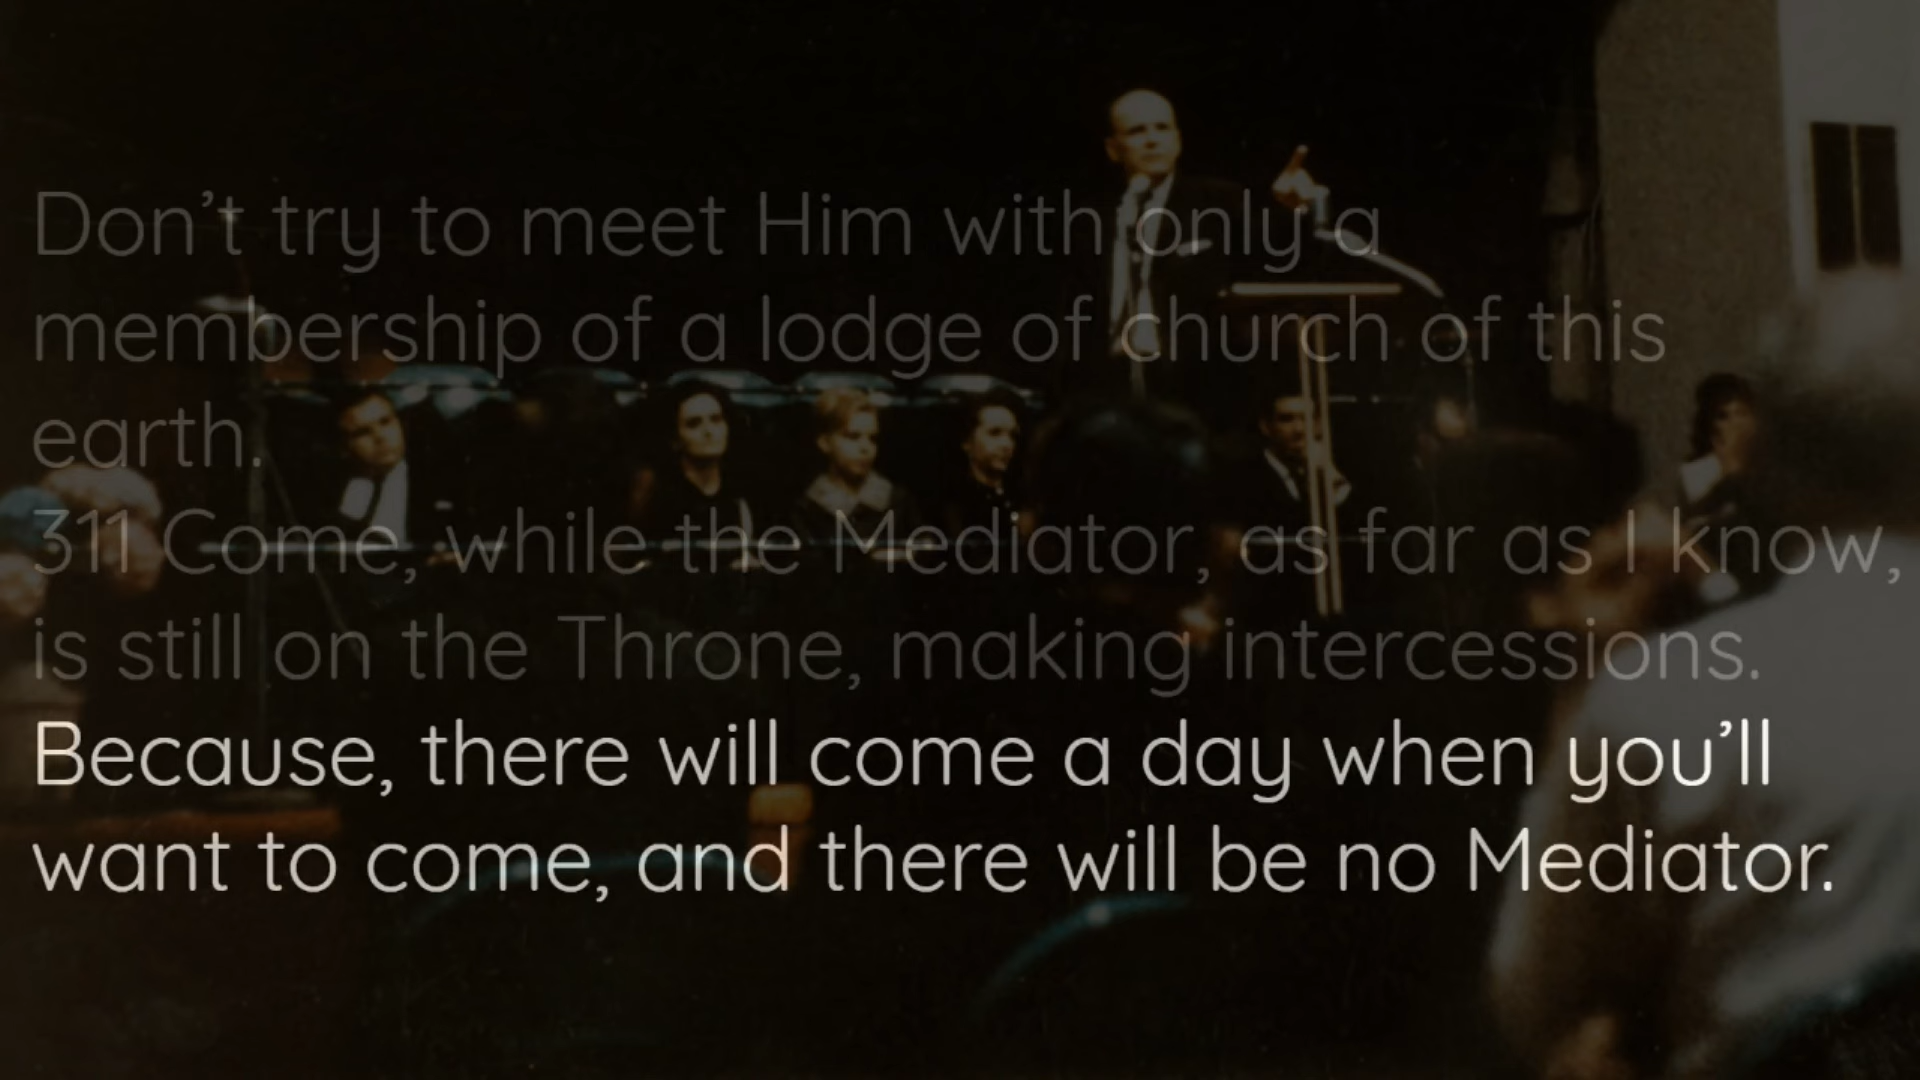 Don’t try to meet Him with only a
membership of a lodge of church of this
earth.
311 Come, while the Mediator, as far as I know,
is still on the Throne, making intercessions.
Because, there will come a day when you’ll
want to come, and there will be no Mediator.